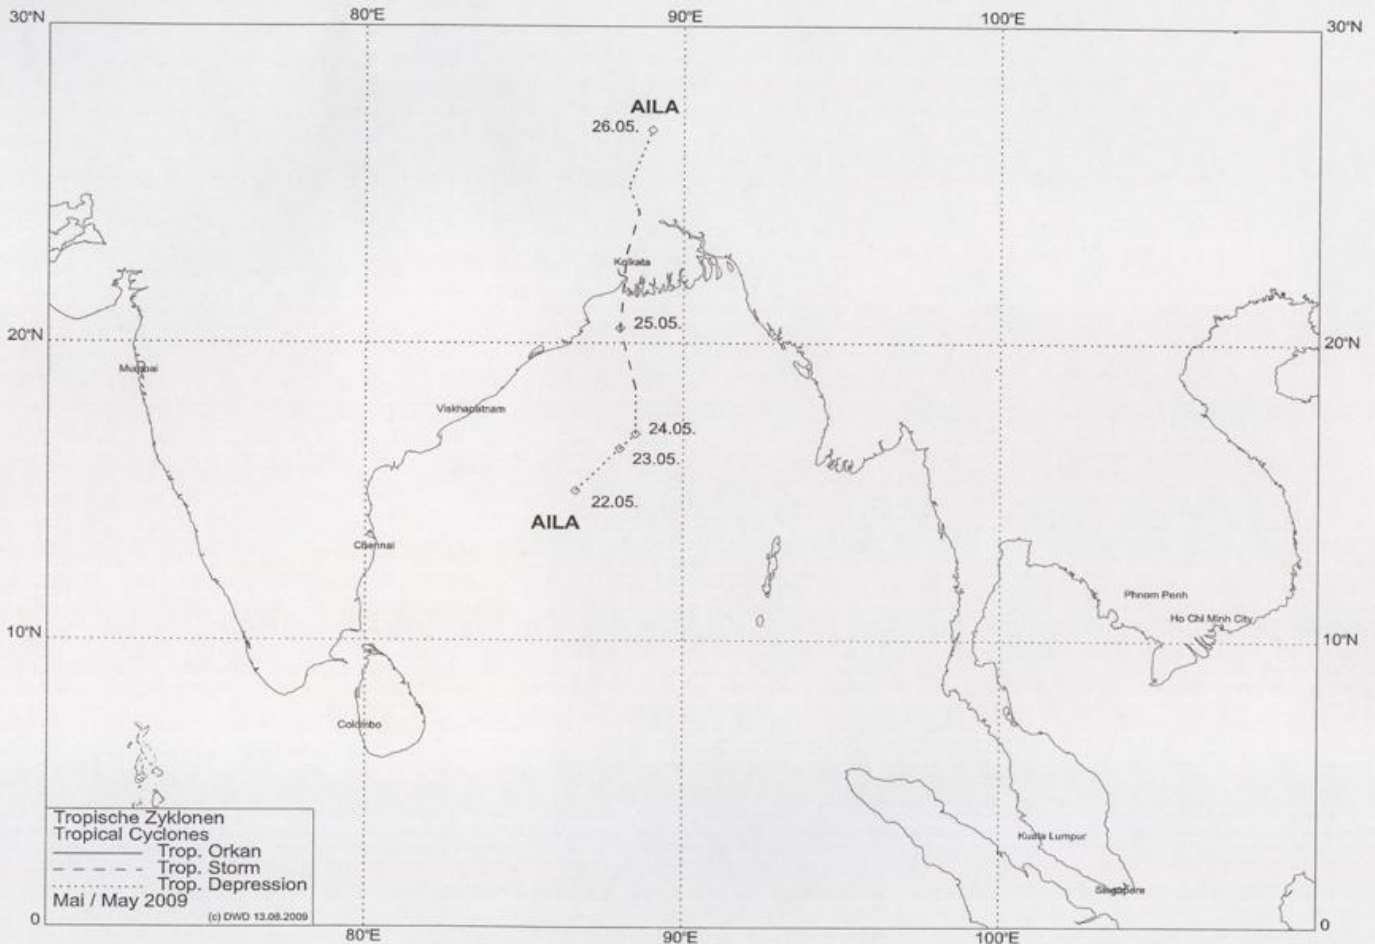 80°E
100°E
30°N
30°N
AILA
26.05.
Kolkata
25.05.
20°N
20°N
Mumbai
Viskhapatnam
24.05.
23.05.
22.05.
AILA
Chennai
Phnom Penh
Ho Chi Minh City
10°N
10°N
Colombo
Tropische Zyklonen
Tropical Cyclones
Trop. Orkan
Trop. Storm
Trop. Depression
Mai / May 2009
(c) DWD 13.08.2009
Kuala Lumpur
Singapore
0
0
80°E
90°E
100°E